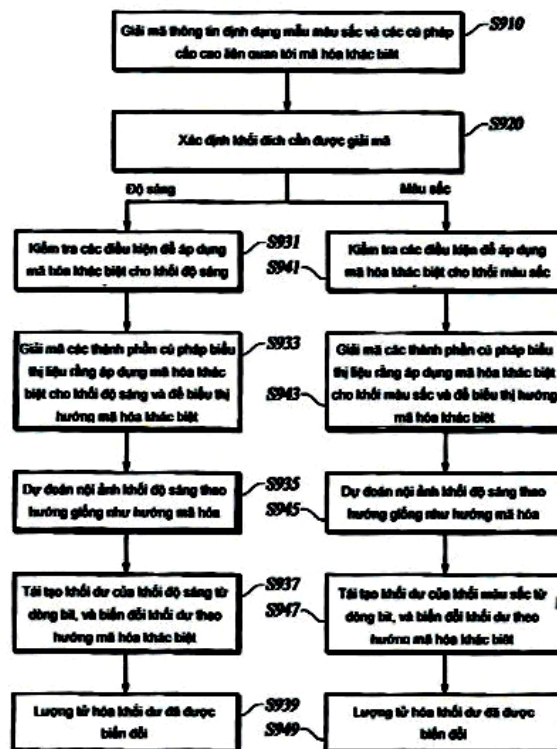 S910
Giải mã thông tin định dạng mẫu màu sắc và các cú pháp
cấp cao liên quan tới mã hóa khác biệt
S920
Xác định khối đích cần được giải mã
Độ sáng
Màu sắc
S931
Kiểm tra các điều kiện để áp dụng
mã hóa khác biệt cho khối độ sáng
S933
Giải mã các thành phần cú pháp biểu
thị liệu rằng áp dụng mã hóa khác
biệt cho khối độ sáng và để biểu thị
hướng mã hóa khác biệt
S935
Dự đoán nội ảnh khối độ sáng theo
hướng giống như hướng mã hóa
S937
Tái tạo khối dư của khối độ sáng từ
dòng bit, và biến đổi khối dư theo
hướng mã hóa khác biệt
S939
Lượng tử hóa khối dư đã được
biến đổi
S941
Kiểm tra các điều kiện để áp dụng
mã hóa khác biệt cho khối màu sắc
S943
Giải mã các thành phần cú pháp biểu
thị liệu rằng áp dụng mã hóa khác biệt
cho khối màu sắc và để biểu thị hướng
mã hóa khác biệt
S945
Dự đoán nội ảnh khối độ sáng theo
hướng giống như hướng mã hóa
S947
Tái tạo khối dư của khối màu sắc từ
dòng bit, và biến đổi khối dư theo
hướng mã hóa khác biệt
S949
Lượng tử hóa khối dư đã được
biến đổi